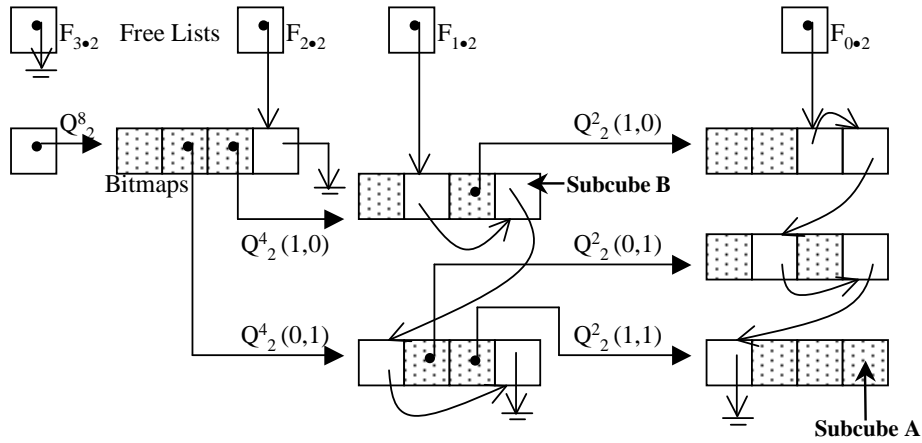 F3•2 Free Lists F2•2 F1•2 F0•2
Q⁸₂
Bitmaps
Q²₂ (1,0)
Subcube B
Q⁴₂ (1,0)
Q²₂ (0,1)
Q⁴₂ (0,1)
Q²₂ (1,1)
Subcube A